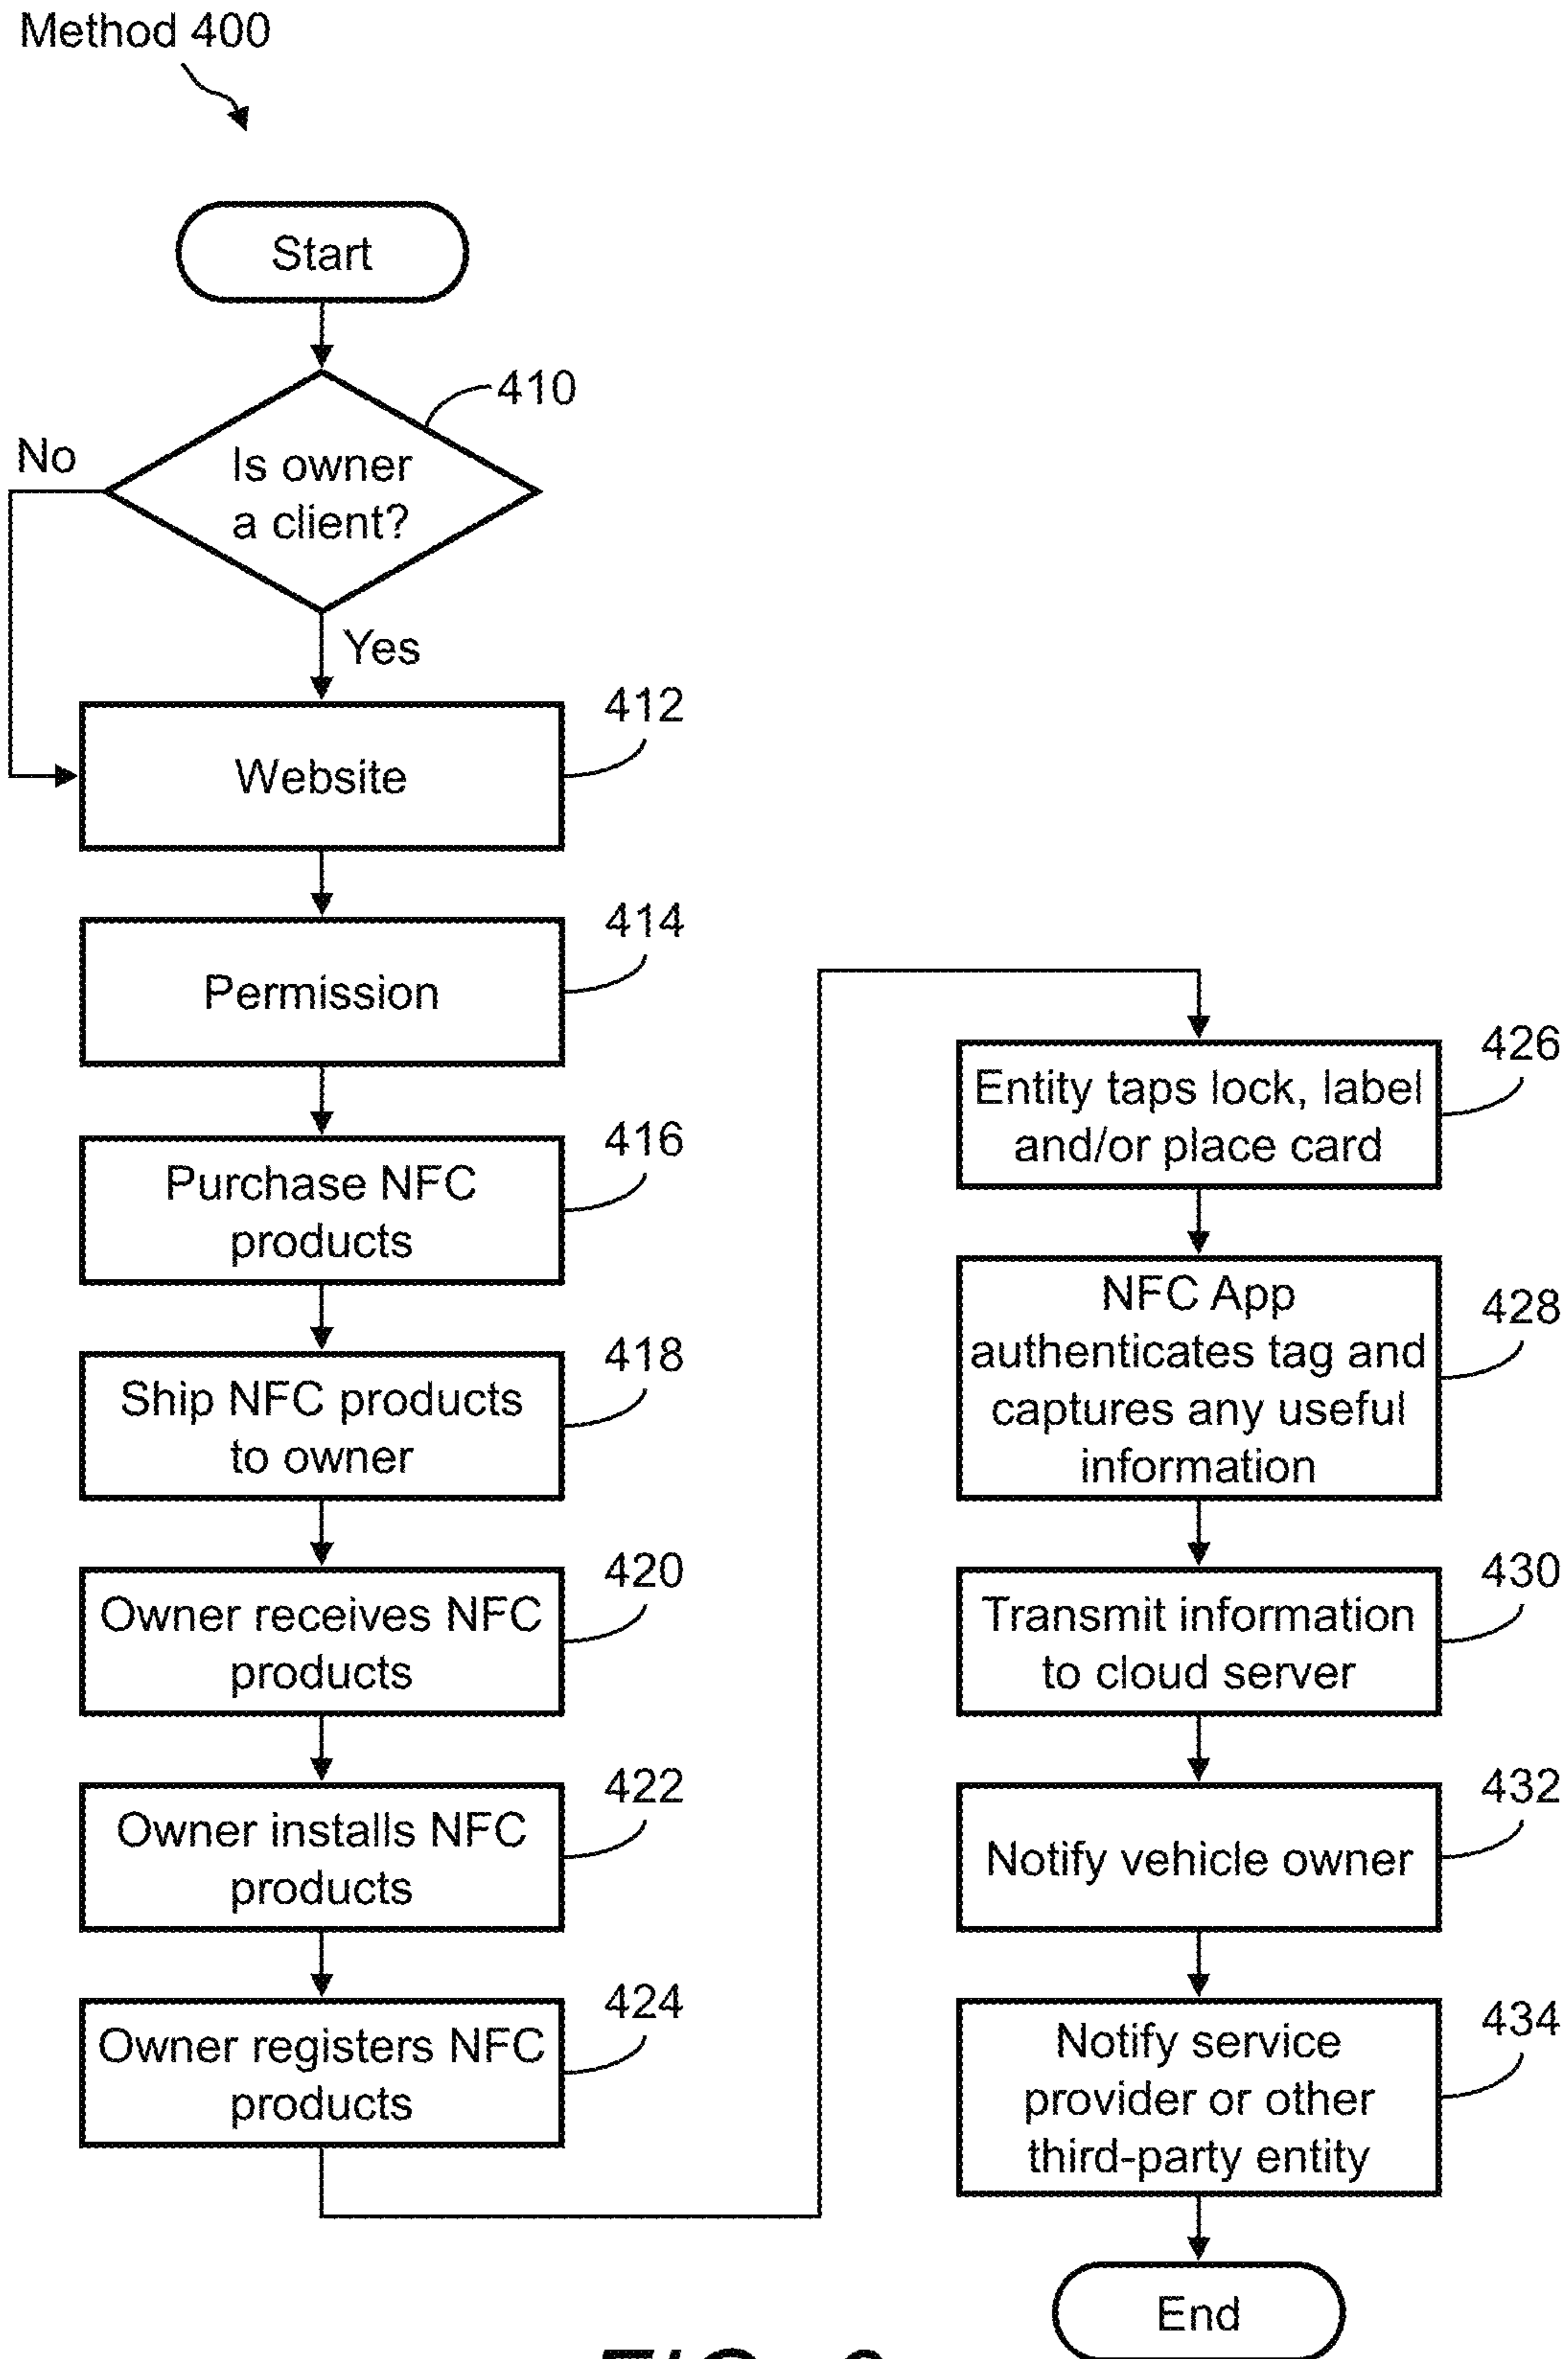 Method 400
Start
410
Is owner
a client?
No
Yes
412
Website
414
Permission
416
Purchase NFC
products
418
Ship NFC products
to owner
420
Owner receives NFC
products
422
Owner installs NFC
products
424
Owner registers NFC
products
426
Entity taps lock, label
and/or place card
428
NFC App
authenticates tag and
captures any useful
information
430
Transmit information
to cloud server
432
Notify vehicle owner
434
Notify service
provider or other
third-party entity
End